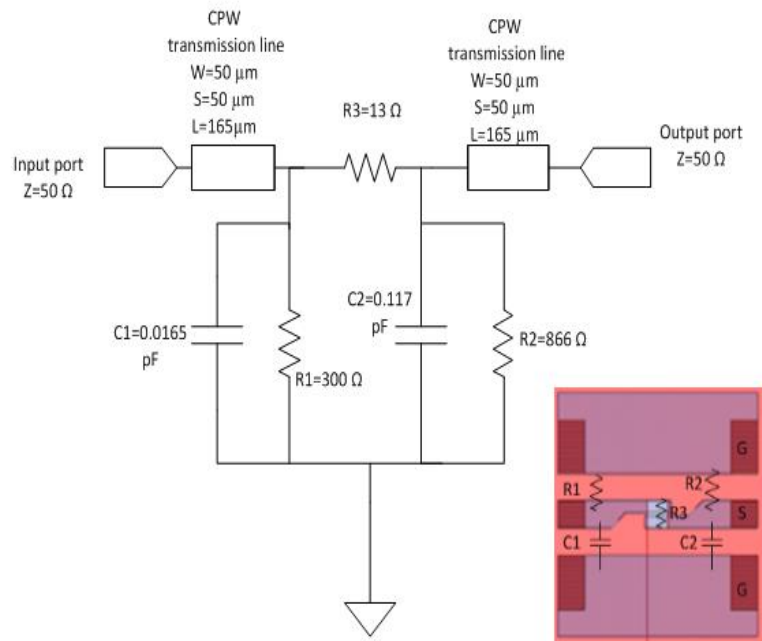 CPW
transmission line
W=50 μm
S=50 μm
L=165μm
CPW
transmission line
W=50 μm
S=50 μm
L=165 μm
R3=13 Ω
Input port
Z=50 Ω
Output port
Z=50 Ω
C1=0.0165
pF
R1=300 Ω
C2=0.117
pF
R2=866 Ω
G
R1
R2
R3
S
C1
C2
G